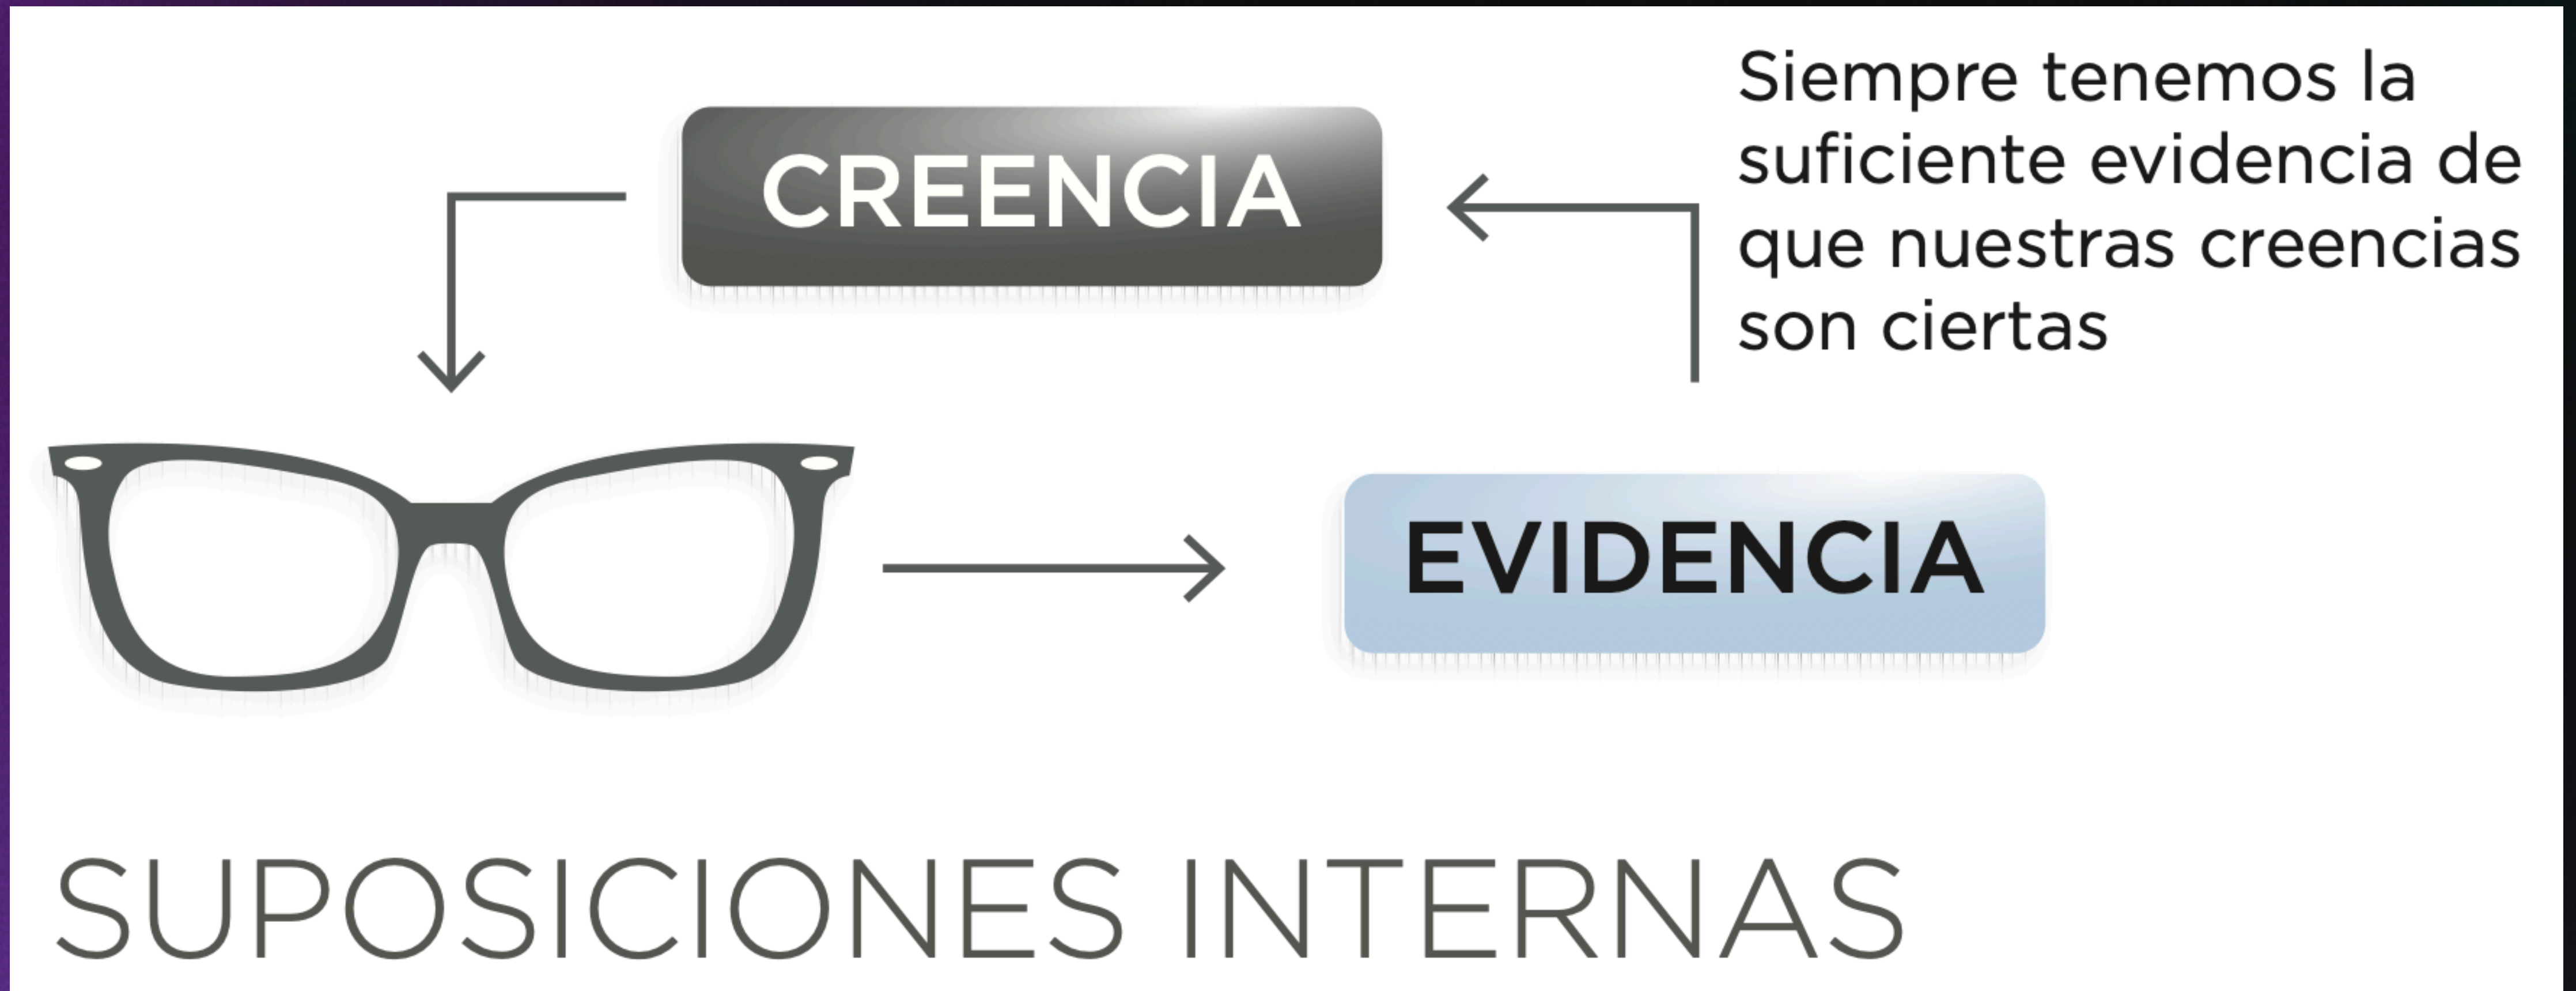 Siempre tenemos la
suficiente evidencia de
que nuestras creencias
son ciertas
CREENCIA
EVIDENCIA
SUPOSICIONES INTERNAS